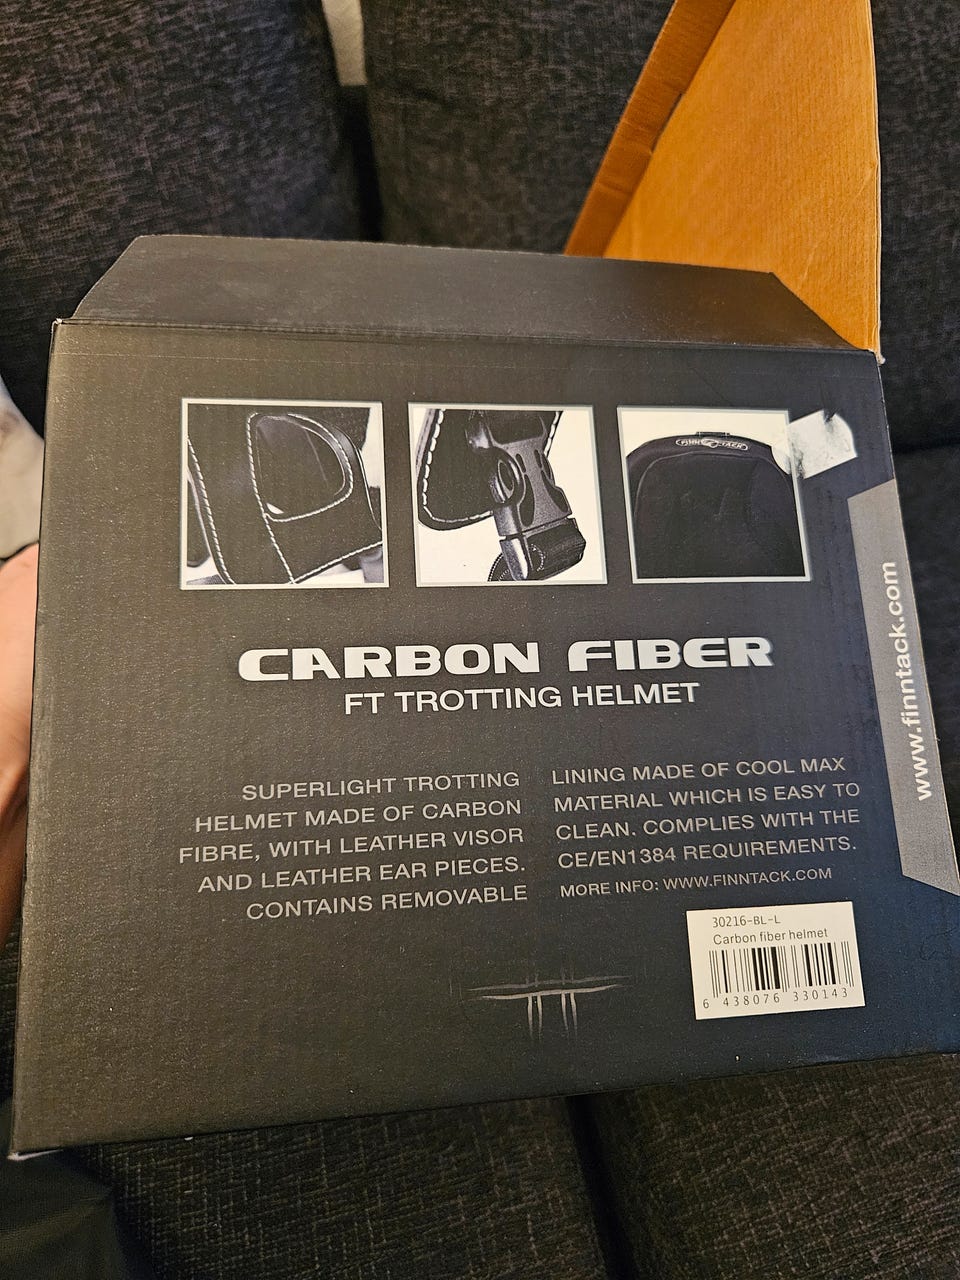 FINN TACK
CARBON FIBER
FT TROTTING HELMET
SUPERLIGHT TROTTING
HELMET MADE OF CARBON
FIBRE, WITH LEATHER VISOR
AND LEATHER EAR PIECES.
CONTAINS REMOVABLE
LINING MADE OF COOL MAX
MATERIAL WHICH IS EASY TO
CLEAN. COMPLIES WITH THE
CE/EN1384 REQUIREMENTS.
MORE INFO: WWW.FINNTACK.COM
30216-BL-L
Carbon fiber helmet
6 438076 330143
www.finntack.com